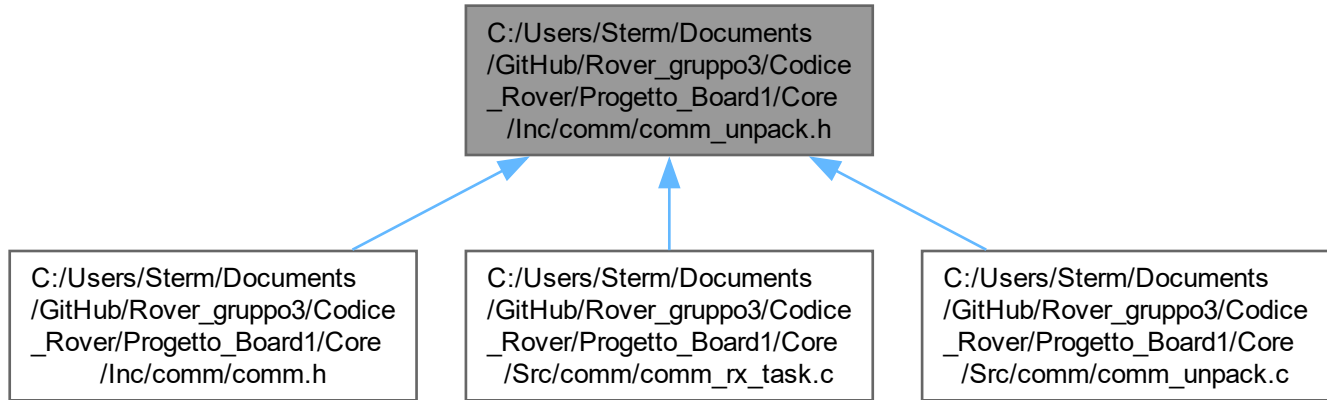 C:/Users/Sterm/Documents
/GitHub/Rover_gruppo3/Codice
_Rover/Progetto_Board1/Core
/Inc/comm/comm_unpack.h
C:/Users/Sterm/Documents
/GitHub/Rover_gruppo3/Codice
_Rover/Progetto_Board1/Core
/Inc/comm/comm.h
C:/Users/Sterm/Documents
/GitHub/Rover_gruppo3/Codice
_Rover/Progetto_Board1/Core
/Src/comm/comm_rx_task.c
C:/Users/Sterm/Documents
/GitHub/Rover_gruppo3/Codice
_Rover/Progetto_Board1/Core
/Src/comm/comm_unpack.c